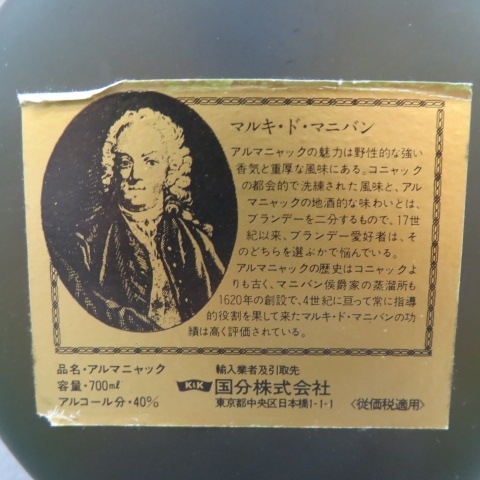 マルキ・ド・マニバン
アルマニャックの魅力は野性的な強い
香気と重厚な風味にある。コニャック
の都会的で洗練された風味と、アル
マニャックの地酒的な味わいとは、
ブランデーを二分するもので、17世
紀以来、ブランデー愛好者は、そ
のどちらを選ぶかで悩んでいる。
アルマニャックの歴史はコニャックよ
りも古く、マニバン侯爵家の蒸溜所も
1620年の創設で、4世紀に亘って常に指導
的役割を果して来たマルキ・ド・マニバンの功
績は高く評価されている。
品名・アルマニャック
容量・700ml
アルコール分・40%
輸入業者及引取先
KK 国分株式会社
東京都中央区日本橋1-1-1
〈従価税適用〉